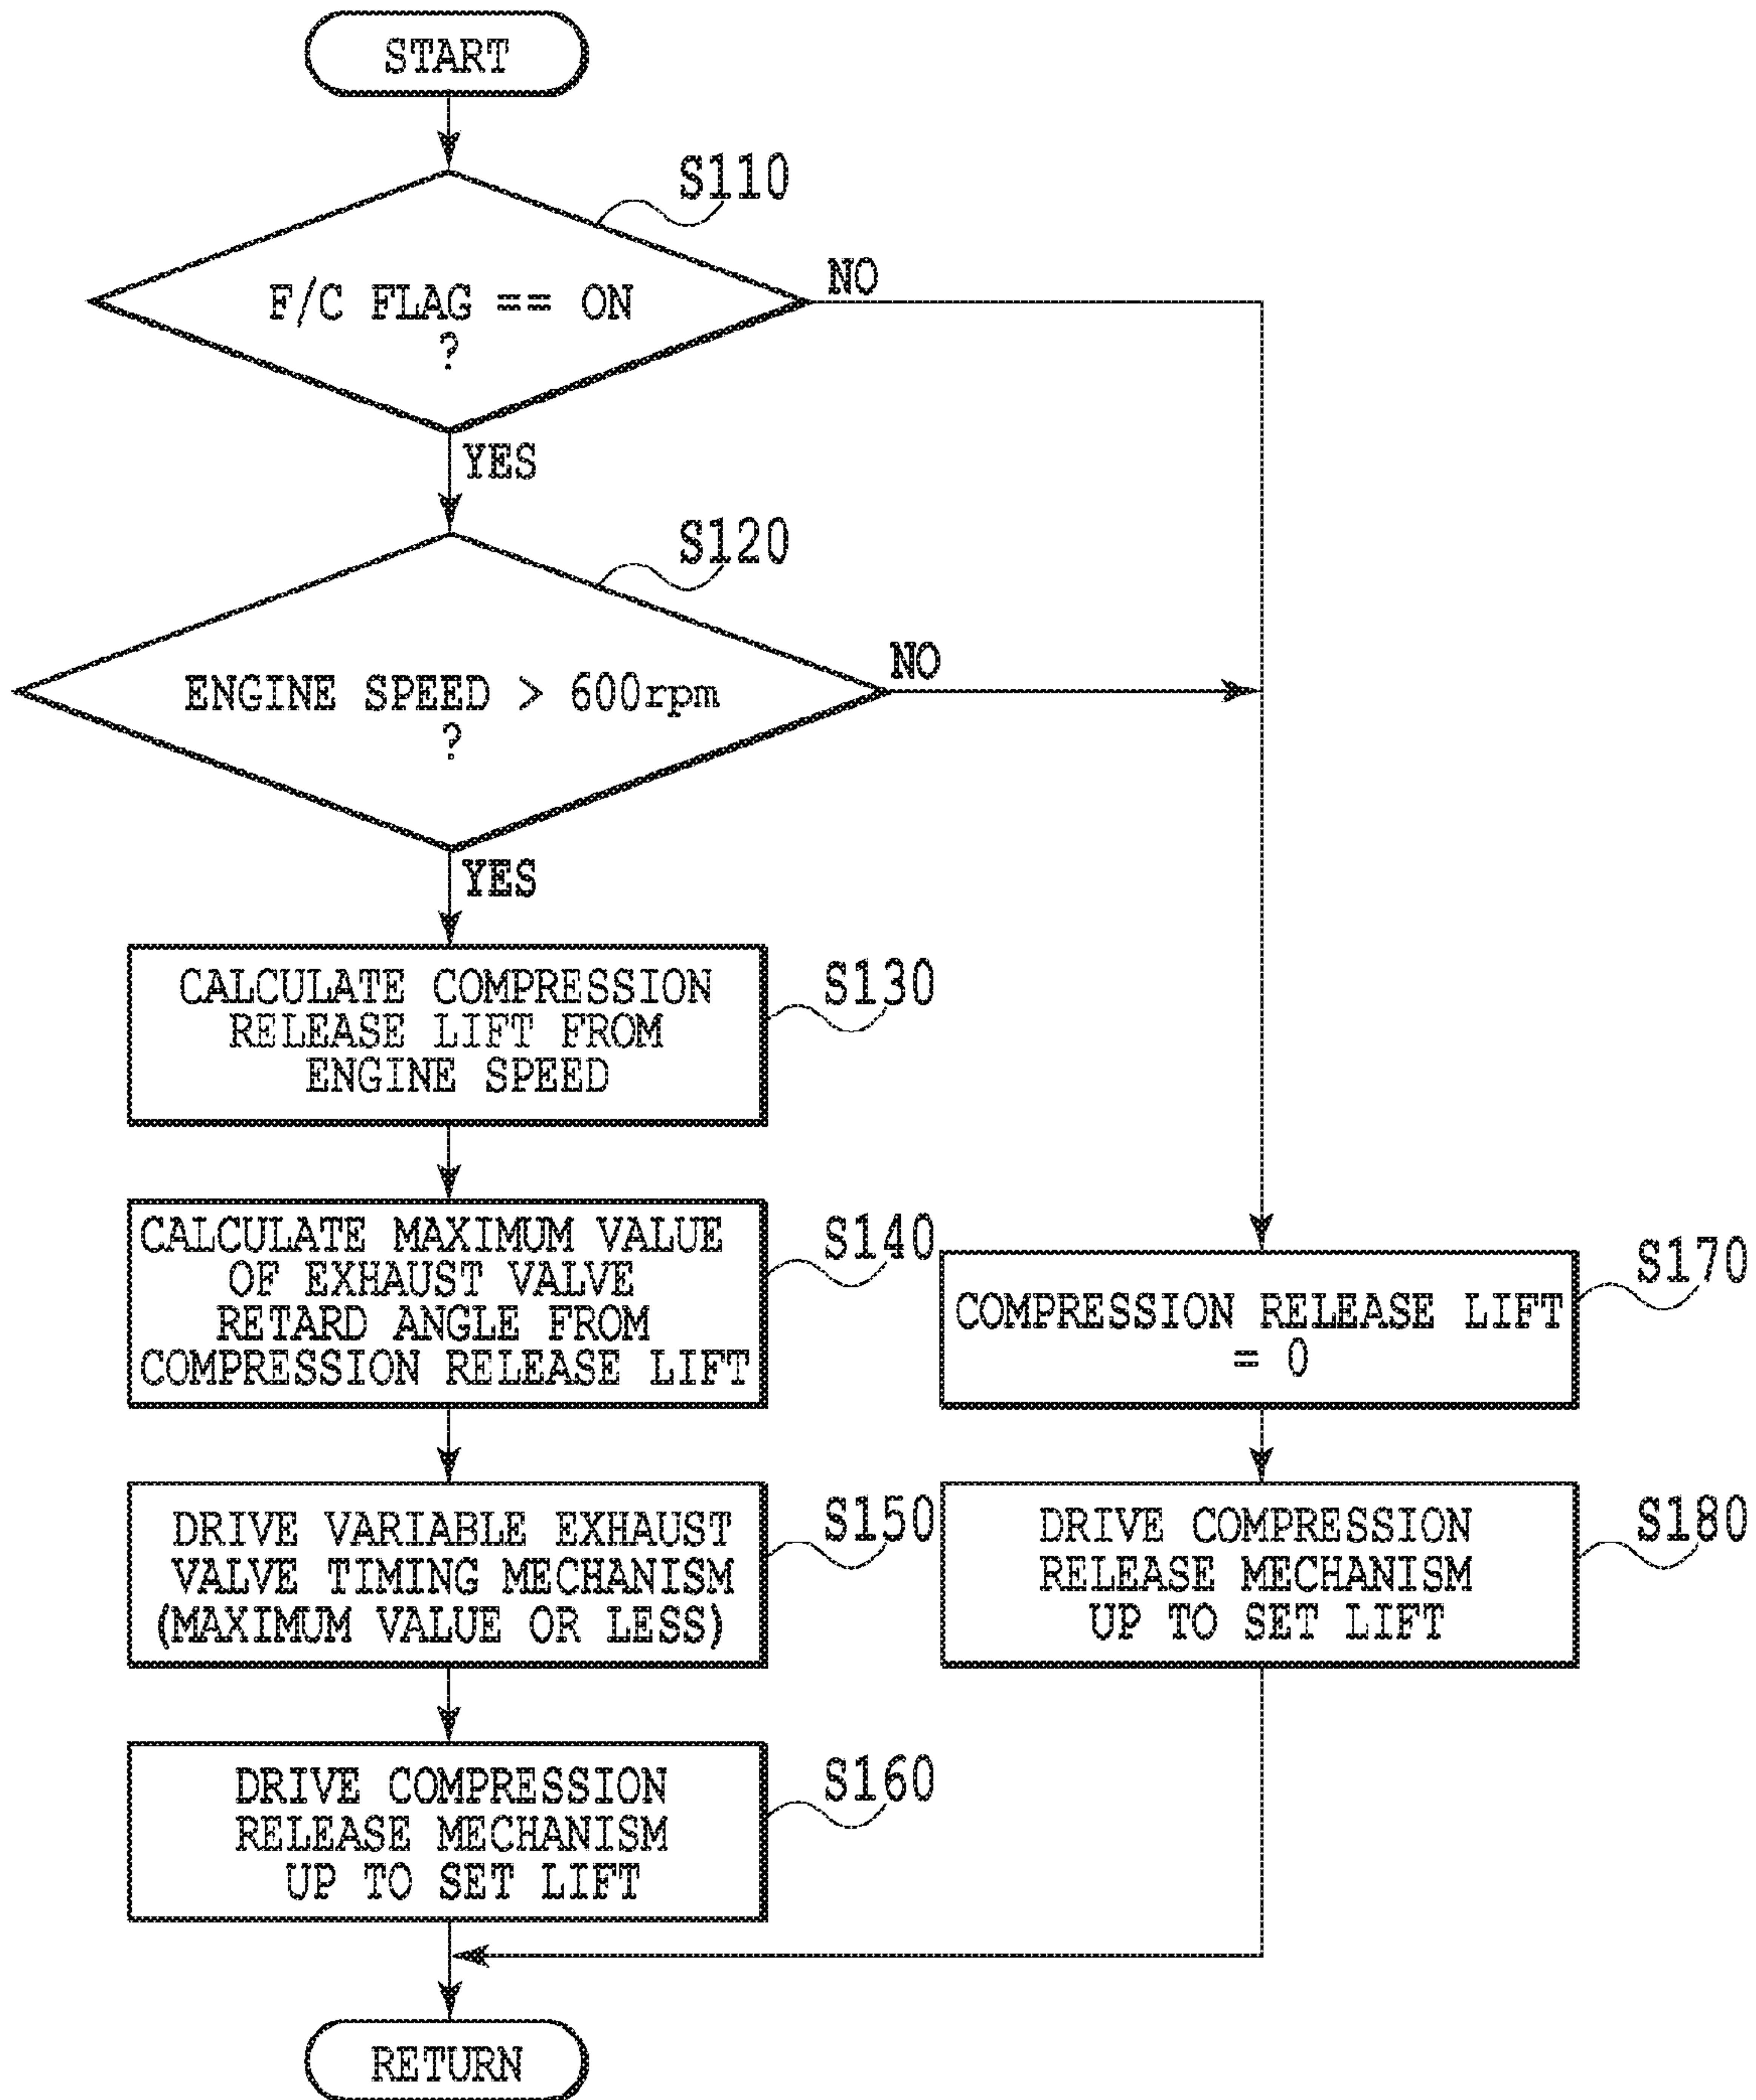 START
S110
F/C FLAG == ON
?
NO
YES
S120
ENGINE SPEED > 600rpm
?
NO
YES
CALCULATE COMPRESSION
RELEASE LIFT FROM
ENGINE SPEED
S130
CALCULATE MAXIMUM VALUE
OF EXHAUST VALVE
RETARD ANGLE FROM
COMPRESSION RELEASE LIFT
S140
DRIVE VARIABLE EXHAUST
VALVE TIMING MECHANISM
(MAXIMUM VALUE OR LESS)
S150
DRIVE COMPRESSION
RELEASE MECHANISM
UP TO SET LIFT
S160
COMPRESSION RELEASE LIFT
= 0
S170
DRIVE COMPRESSION
RELEASE MECHANISM
UP TO SET LIFT
S180
RETURN